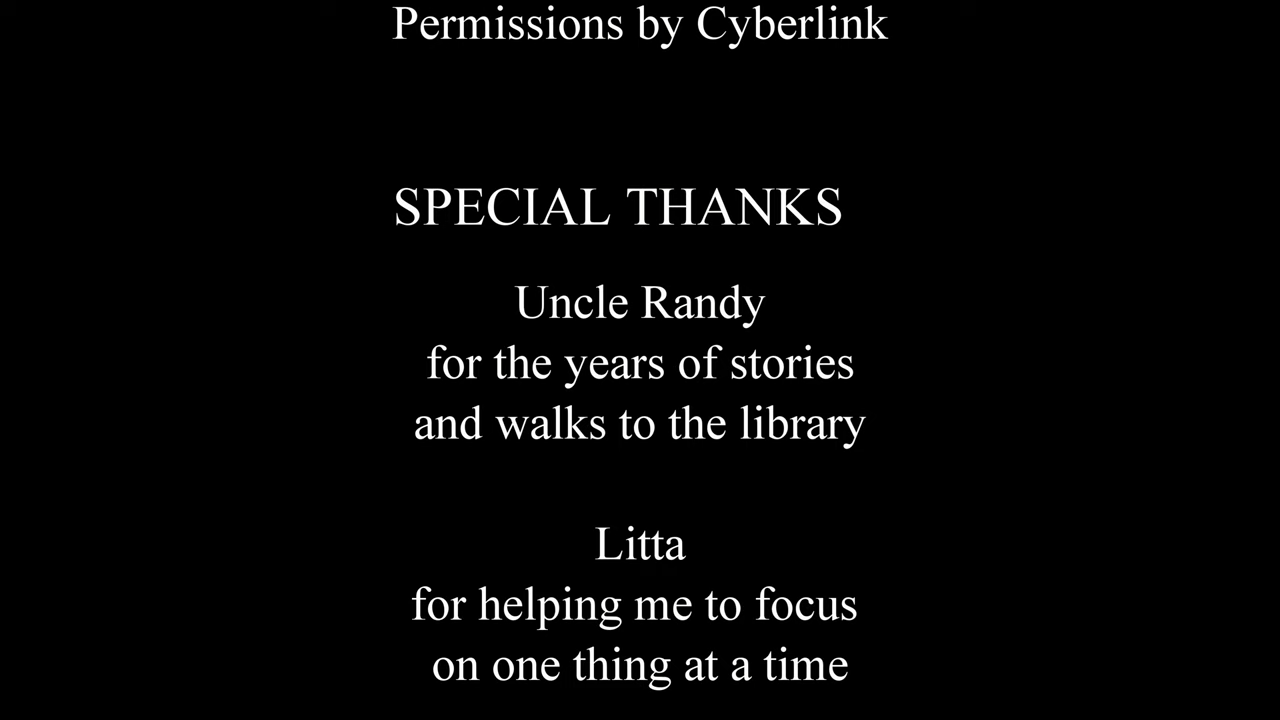 Permissions by Cyberlink
SPECIAL THANKS
Uncle Randy
for the years of stories
and walks to the library
Litta
for helping me to focus
on one thing at a time